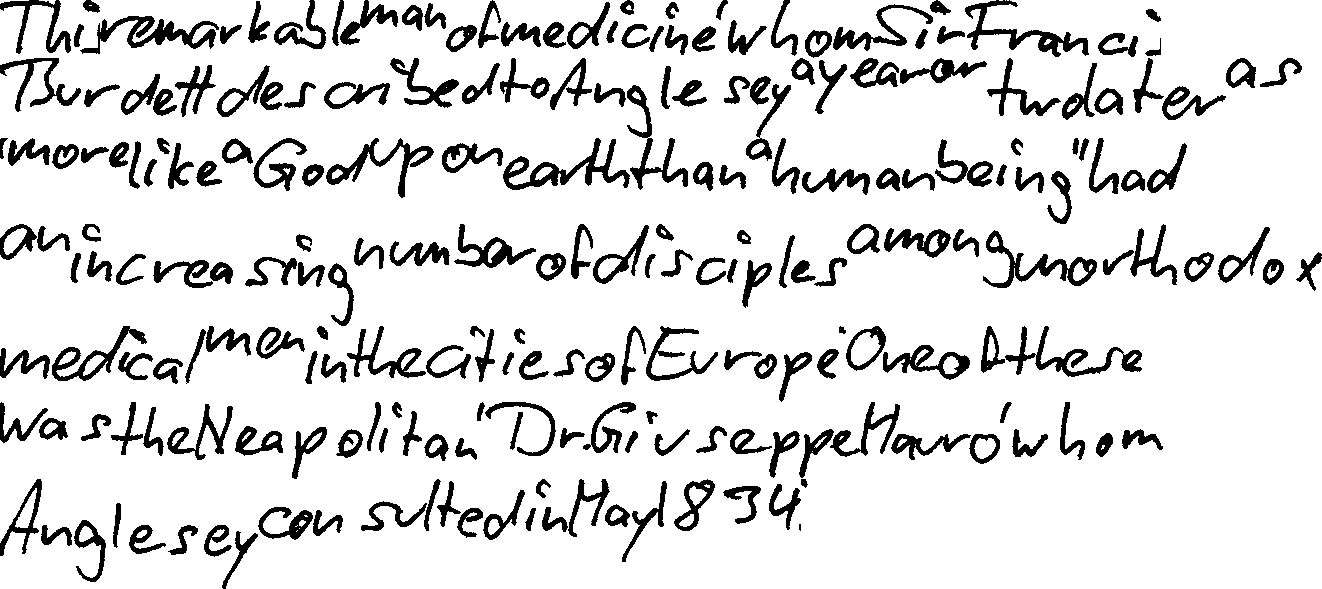 This remarkable man of medicine, whom Sir Francis
Burdett described to Anglesey a year or two later as
"more like a God upon earth than a human being", had
an increasing number of disciples among unorthodox
medical men in the cities of Europe. One of these
was the Neapolitan, Dr. Giuseppe Mauro, whom
Anglesey consulted in May 1834.